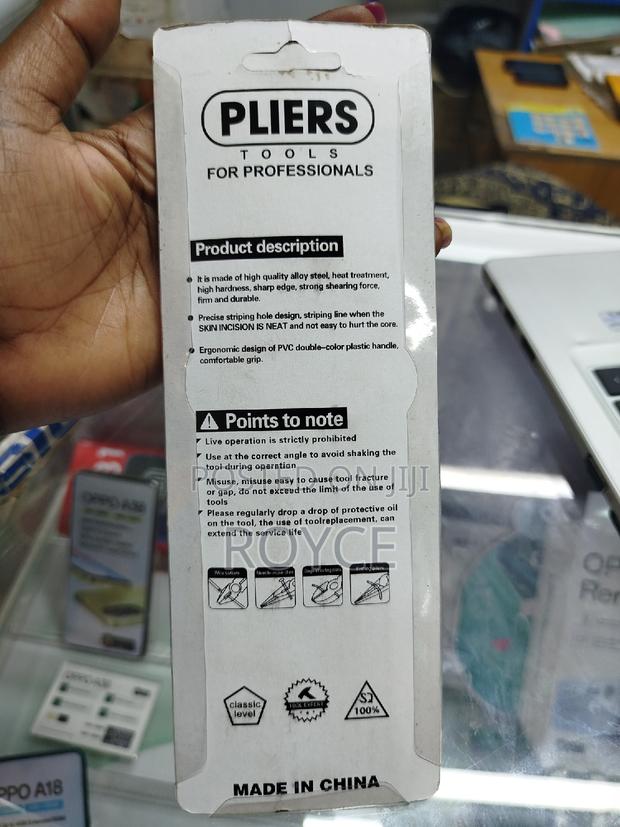 PLIERS
TOOLS
FOR PROFESSIONALS
Product description
It is made of high quality alloy steel, heat treatment,
high hardness, sharp edge, strong shearing force,
firm and durable.
Precise striping hole design, striping line when the
SKIN INCISION IS NEAT and not easy to hurt the core.
Ergonomic design of PVC double-color plastic handle,
comfortable grip.
Points to note
Live operation is strictly prohibited
Use at the correct angle to avoid shaking the
tool during operation
Misuse, misuse easy to cause tool fracture
or gap, do not exceed the limit of the use of
tools
Please regularly drop a drop of protective oil
on the tool, the use of toolreplacement, can
extend the service life
POSTED ON JIJI
ROYCE
classic
level
100%
MADE IN CHINA
OPPO A18